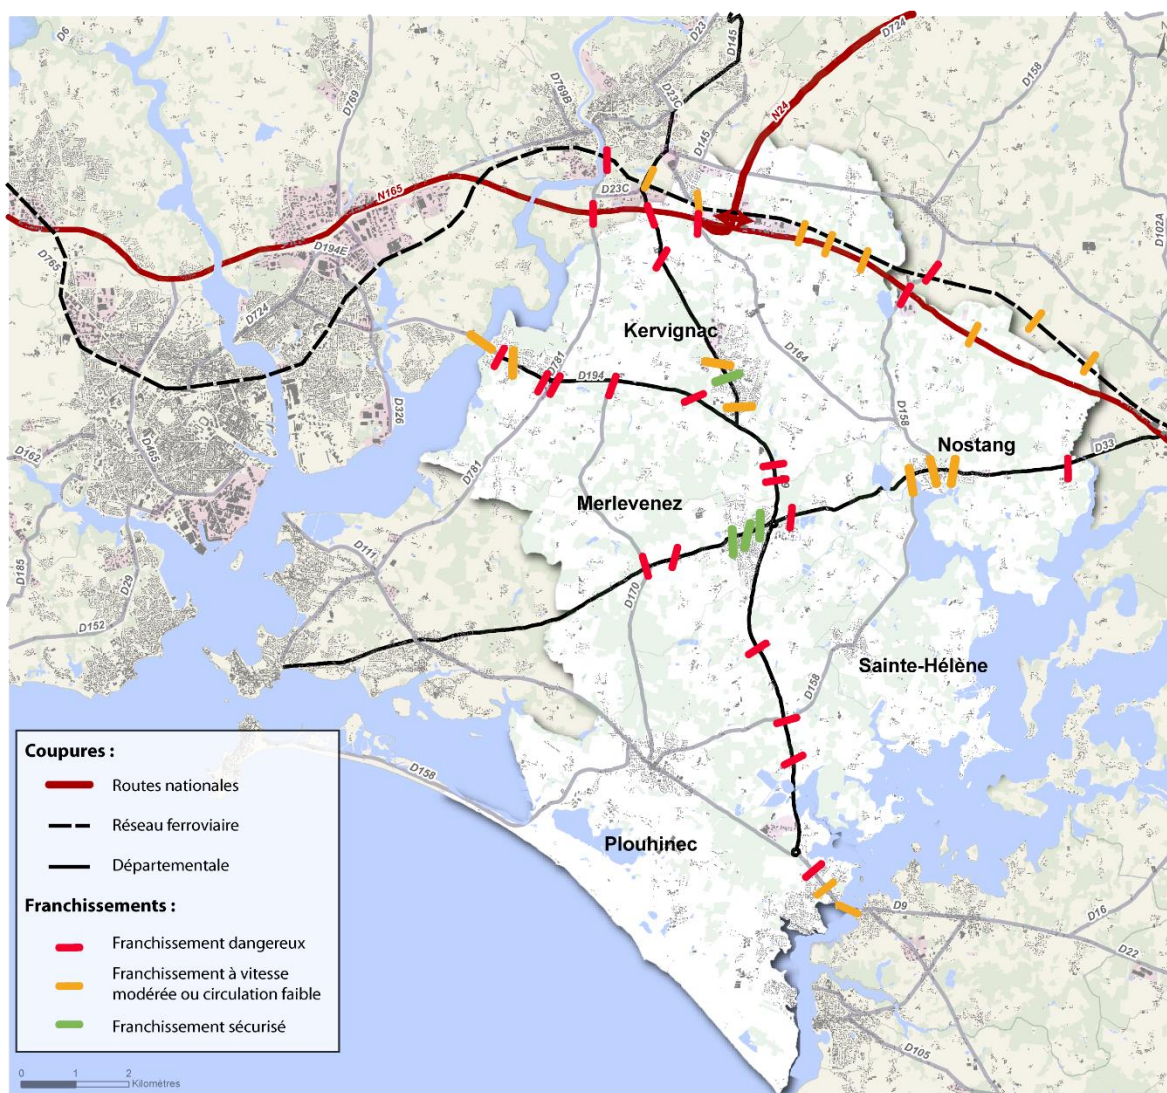 D6
D769
D769B
D23
D145
D23C
D145
D724
N24
D158
D102A
N165
D23C
D765
D194E
D724
D326
Kervignac
D781
D194
D164
D158
D162
D465
D781
Nostang
D33
Merlevenez
D185
D29
D111
D170
D152
Sainte-Hélène
D158
D158
Plouhinec
D9
D16
D22
D105
Coupures :
Routes nationales
Réseau ferroviaire
Départementale
Franchissements :
Franchissement dangereux
Franchissement à vitesse
modérée ou circulation faible
Franchissement sécurisé
0 1 2
Kilomètres